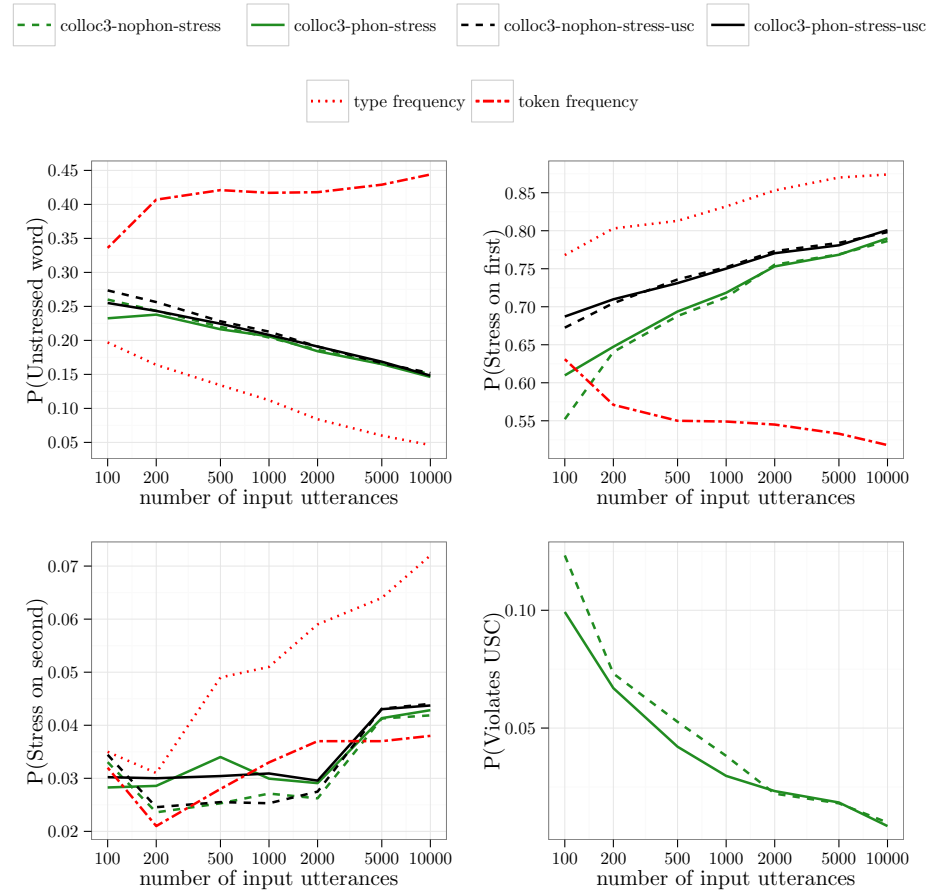 colloc3-nophon-stress colloc3-phon-stress colloc3-nophon-stress-usc colloc3-phon-stress-usc
type frequency token frequency
P(Unstressed word)
0.45
0.40
0.35
0.30
0.25
0.20
0.15
0.10
0.05
100 200 500 1000 2000 5000 10000
number of input utterances
P(Stress on first)
0.85
0.80
0.75
0.70
0.65
0.60
0.55
100 200 500 1000 2000 5000 10000
number of input utterances
P(Stress on second)
0.07
0.06
0.05
0.04
0.03
0.02
100 200 500 1000 2000 5000 10000
number of input utterances
P(Violates USC)
0.10
0.05
100 200 500 1000 2000 5000 10000
number of input utterances